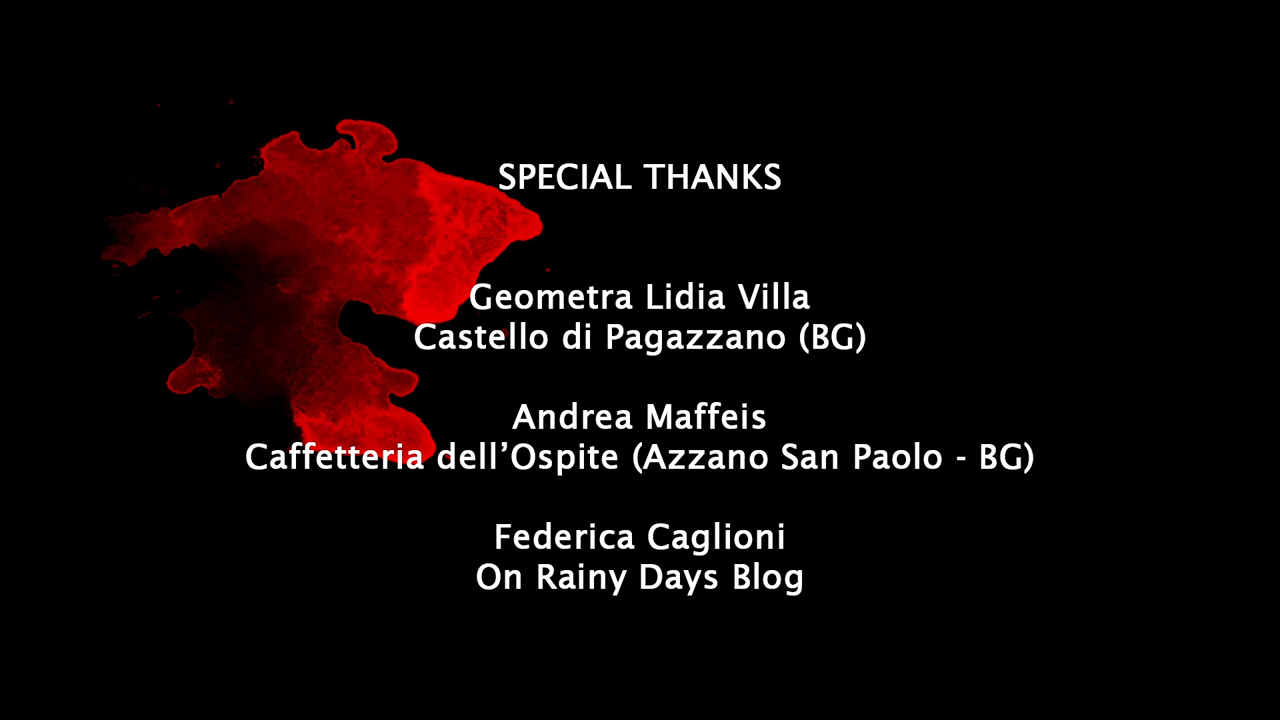 SPECIAL THANKS
Geometra Lidia Villa
Castello di Pagazzano (BG)
Andrea Maffeis
Caffetteria dell’Ospite (Azzano San Paolo - BG)
Federica Caglioni
On Rainy Days Blog